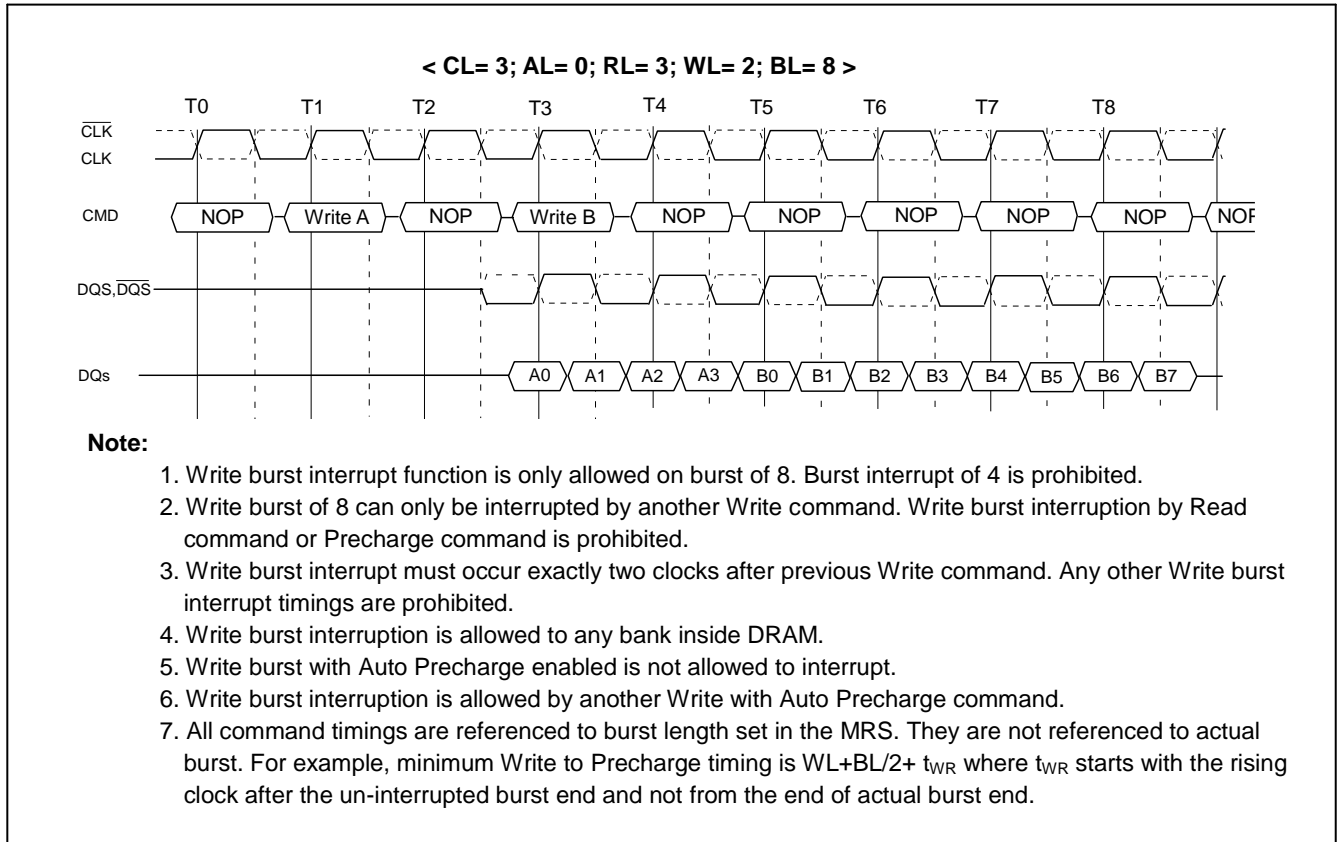 < CL= 3; AL= 0; RL= 3; WL= 2; BL= 8 >
T0 T1 T2 T3 T4 T5 T6 T7 T8
CLK
CLK
CMD NOP Write A NOP Write B NOP NOP NOP NOP NOP NOP
DQS,DQS
DQs A0 A1 A2 A3 B0 B1 B2 B3 B4 B5 B6 B7
Note:
1. Write burst interrupt function is only allowed on burst of 8. Burst interrupt of 4 is prohibited.
2. Write burst of 8 can only be interrupted by another Write command. Write burst interruption by Read
command or Precharge command is prohibited.
3. Write burst interrupt must occur exactly two clocks after previous Write command. Any other Write burst
interrupt timings are prohibited.
4. Write burst interruption is allowed to any bank inside DRAM.
5. Write burst with Auto Precharge enabled is not allowed to interrupt.
6. Write burst interruption is allowed by another Write with Auto Precharge command.
7. All command timings are referenced to burst length set in the MRS. They are not referenced to actual
burst. For example, minimum Write to Precharge timing is WL+BL/2+ tWR where tWR starts with the rising
clock after the un-interrupted burst end and not from the end of actual burst end.